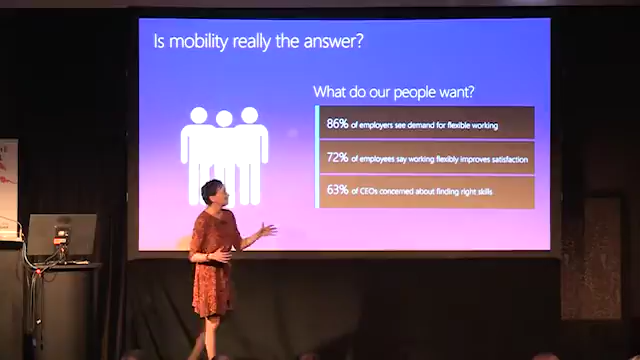 Is mobility really the answer?
What do our people want?
86% of employers see demand for flexible working
72% of employees say working flexibly improves satisfaction
63% of CEOs concerned about finding right skills